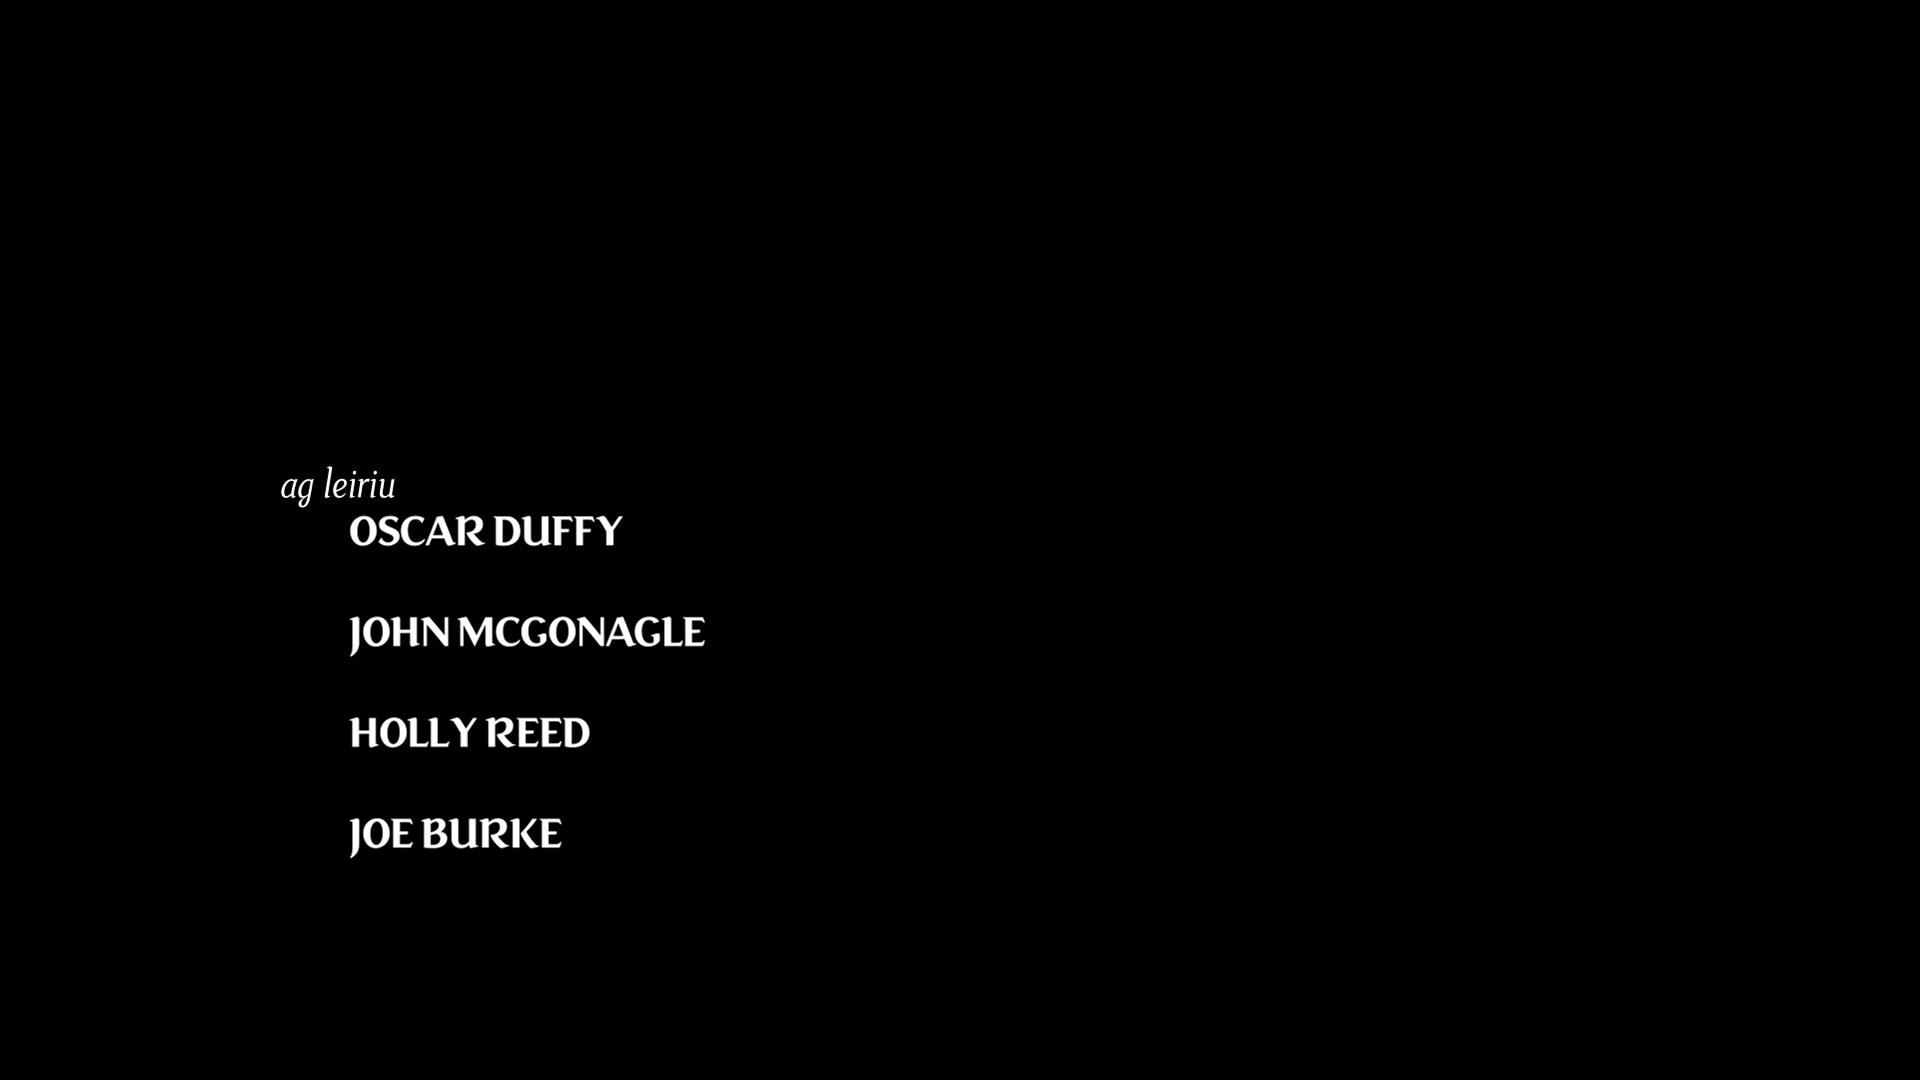 ag leiriu
OSCAR DUFFY
JOHN MCGONAGLE
HOLLY REED
JOE BURKE